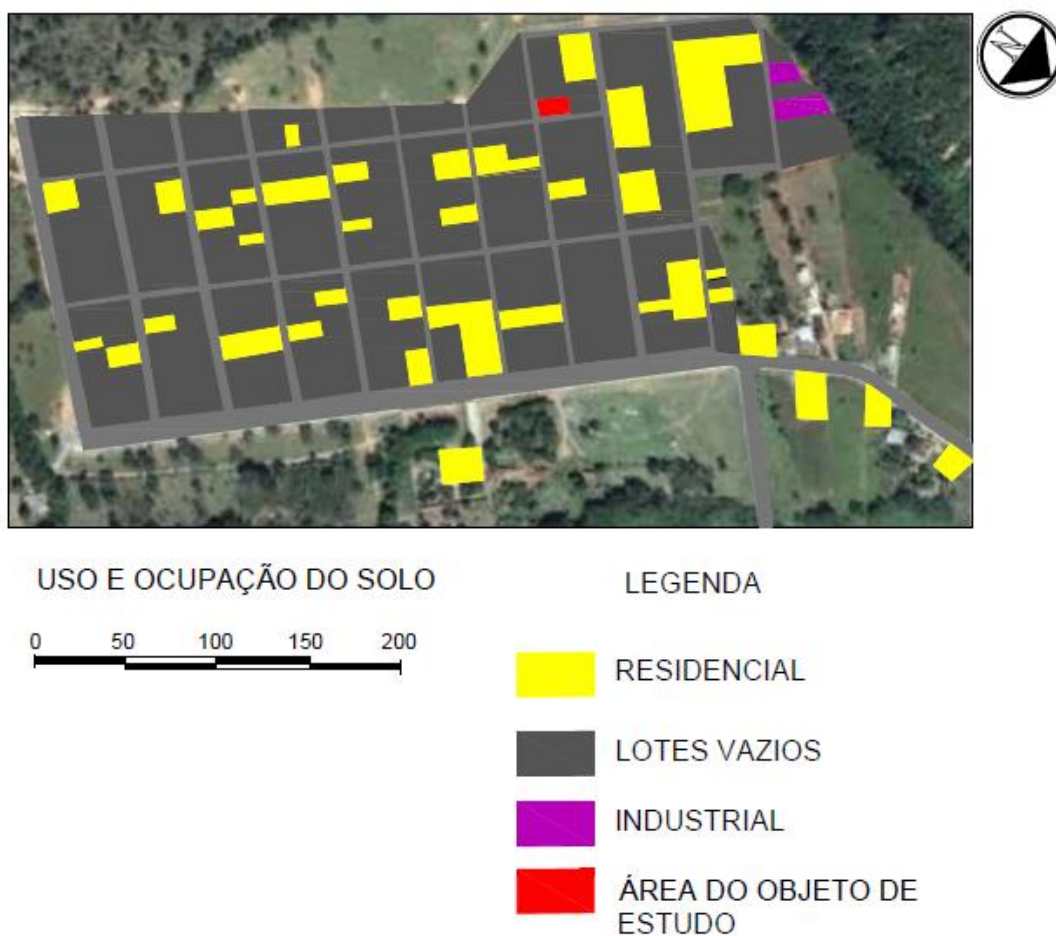 N
USO E OCUPAÇÃO DO SOLO
0 50 100 150 200
LEGENDA
RESIDENCIAL
LOTES VAZIOS
INDUSTRIAL
ÁREA DO OBJETO DE
ESTUDO